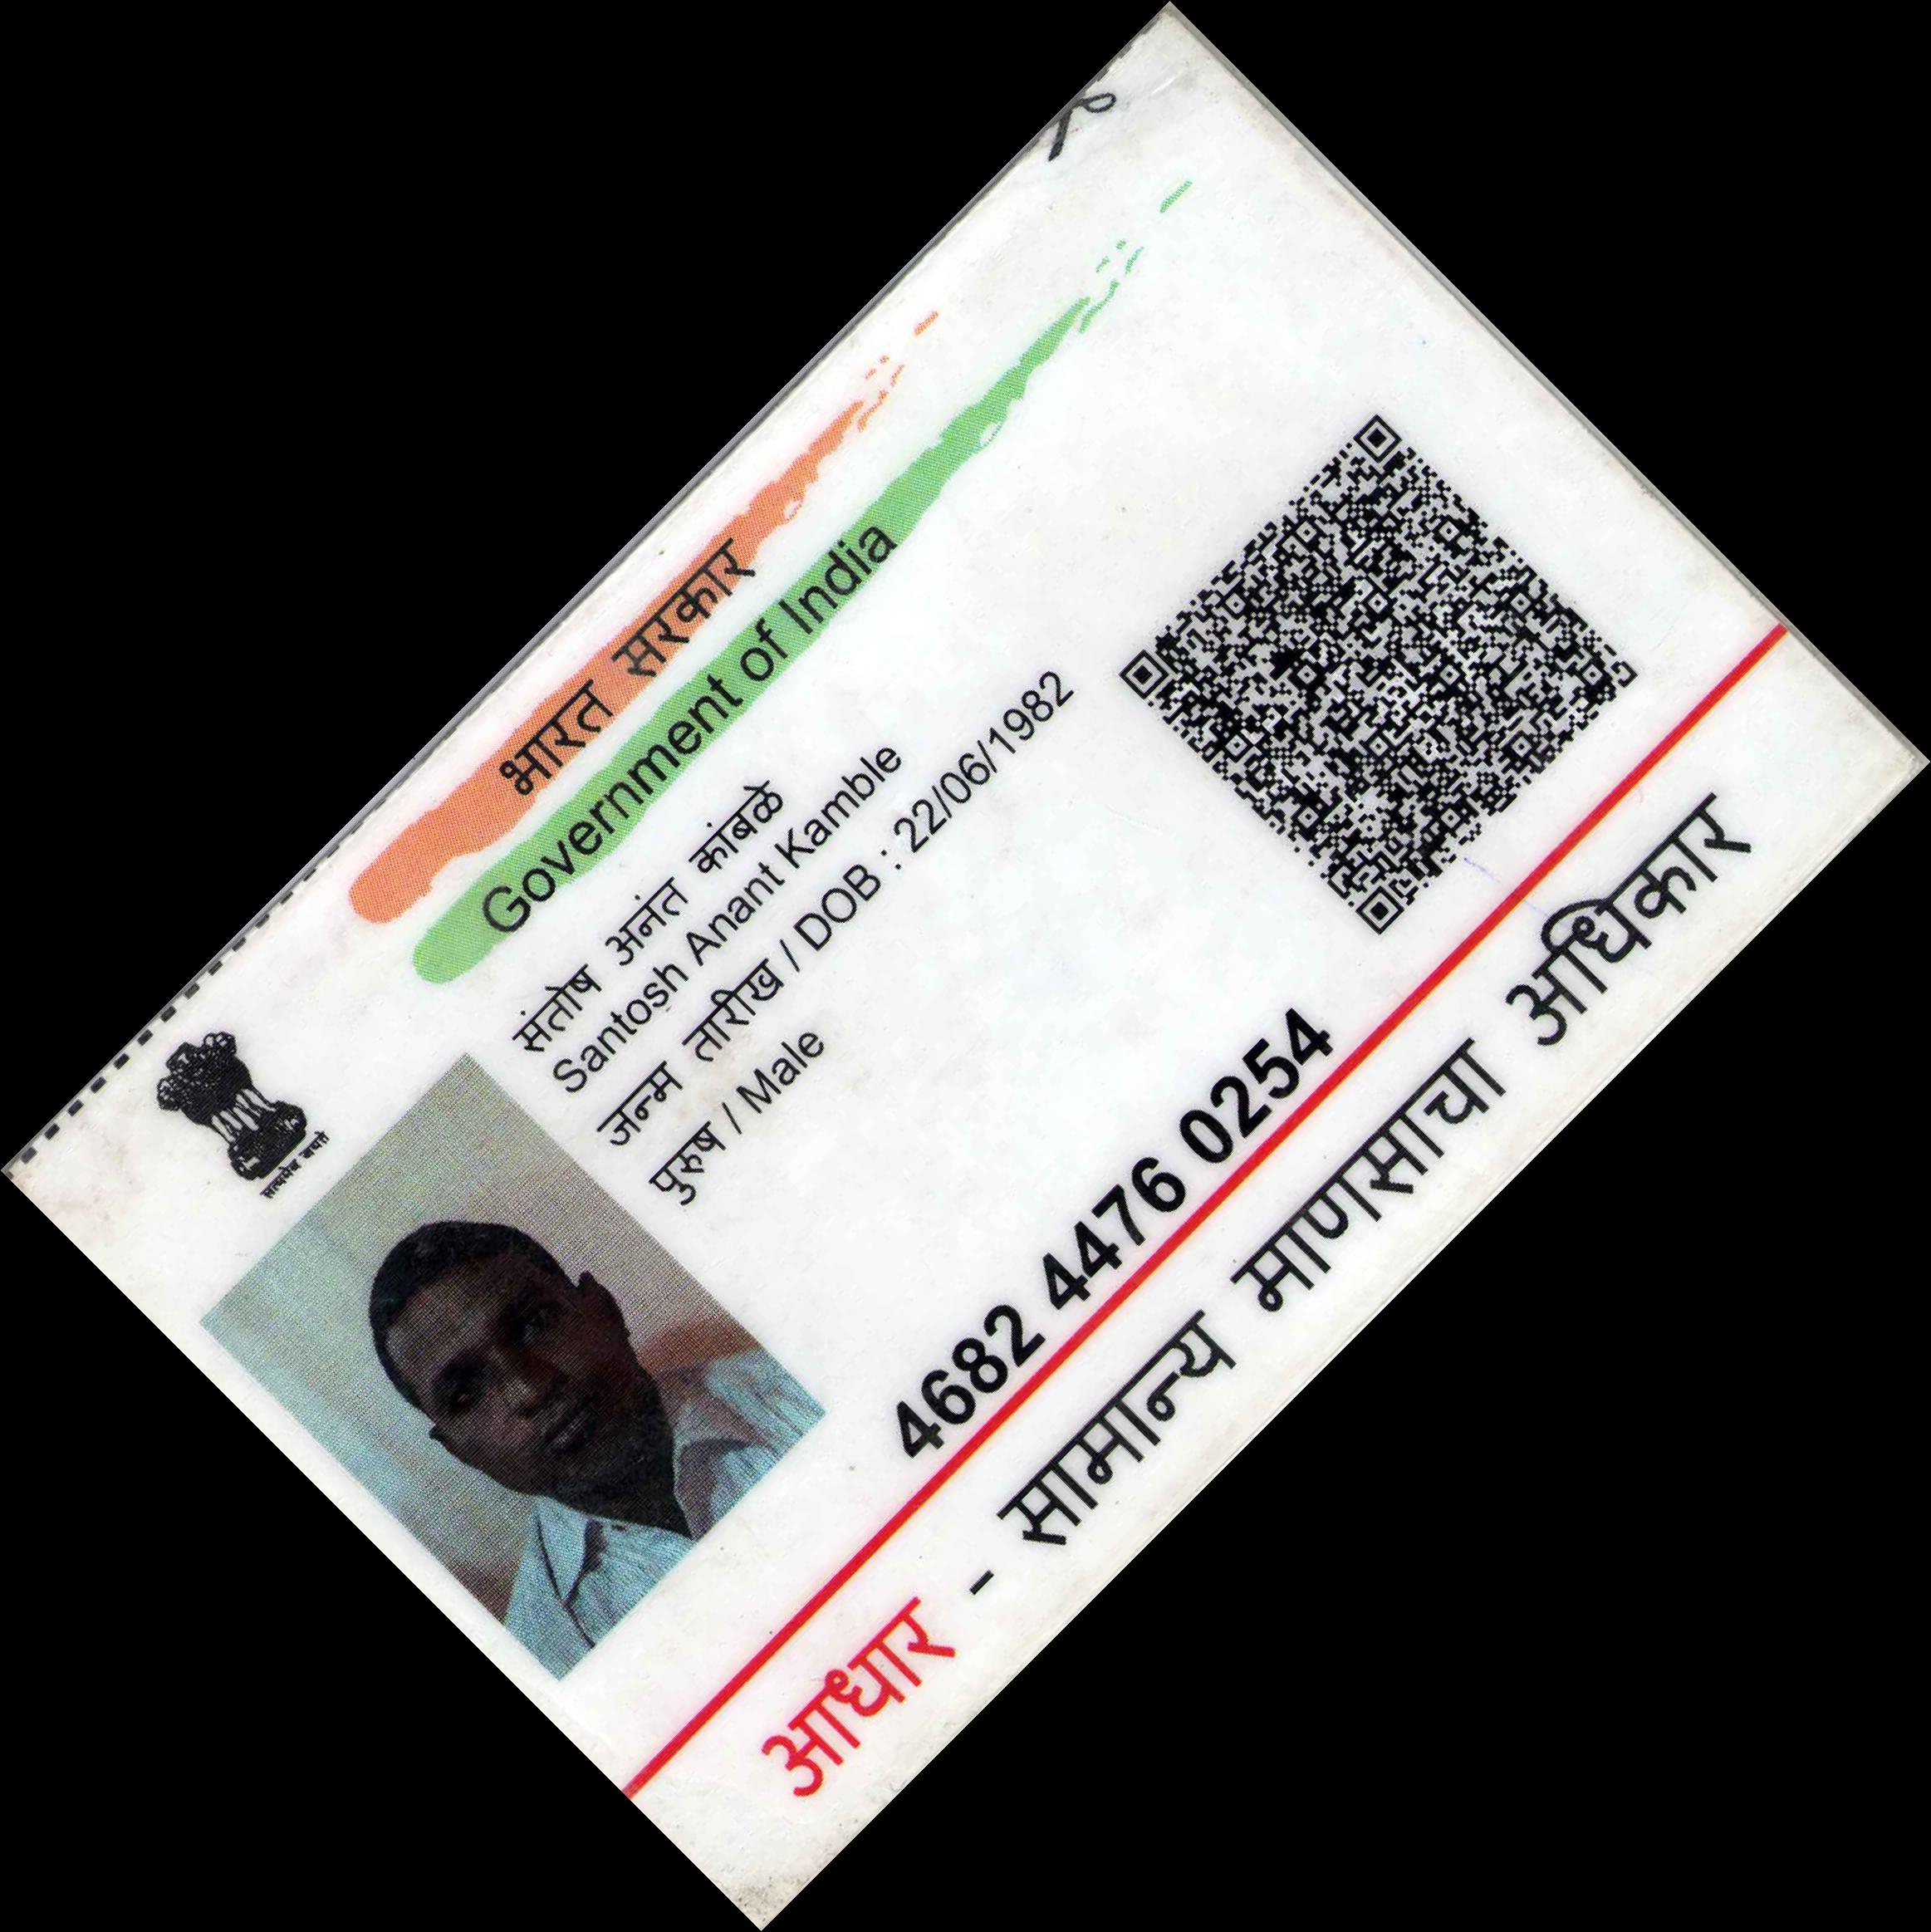 भारत सरकार
Government of India
सत्यमेव जयते
संतोष अनंत कांबळे
Santosh Anant Kamble
जन्म तारीख / DOB : 22/06/1982
पुरुष / Male
4682 4476 0254
आधार - सामान्य माणसाचा अधिकार